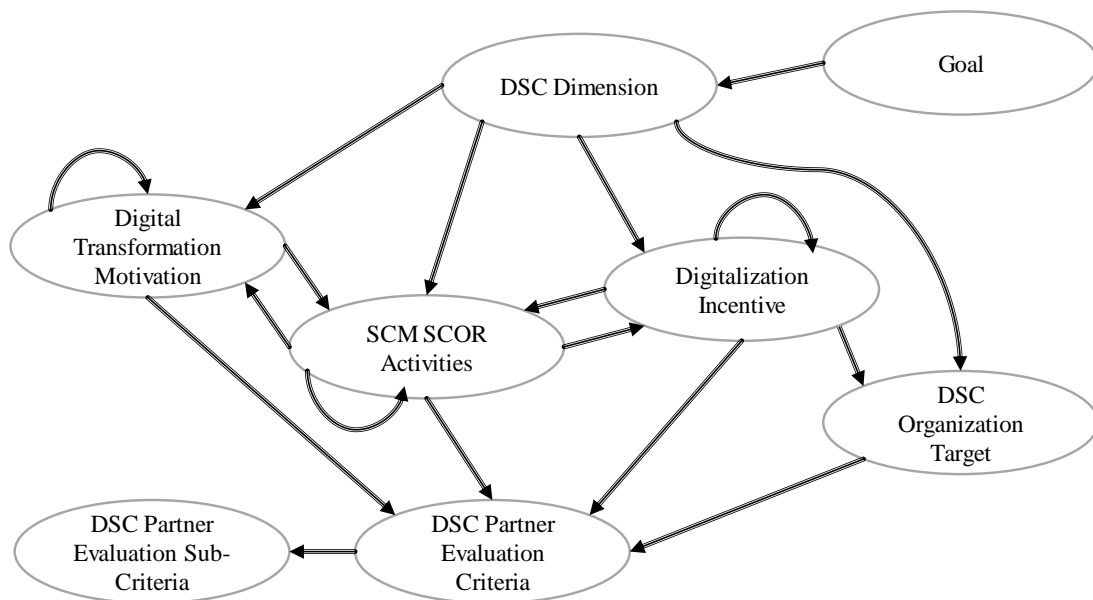 Goal
DSC Dimension
Digital
Transformation
Motivation
Digitalization
Incentive
SCM SCOR
Activities
DSC
Organization
Target
DSC Partner
Evaluation Sub-
Criteria
DSC Partner
Evaluation
Criteria